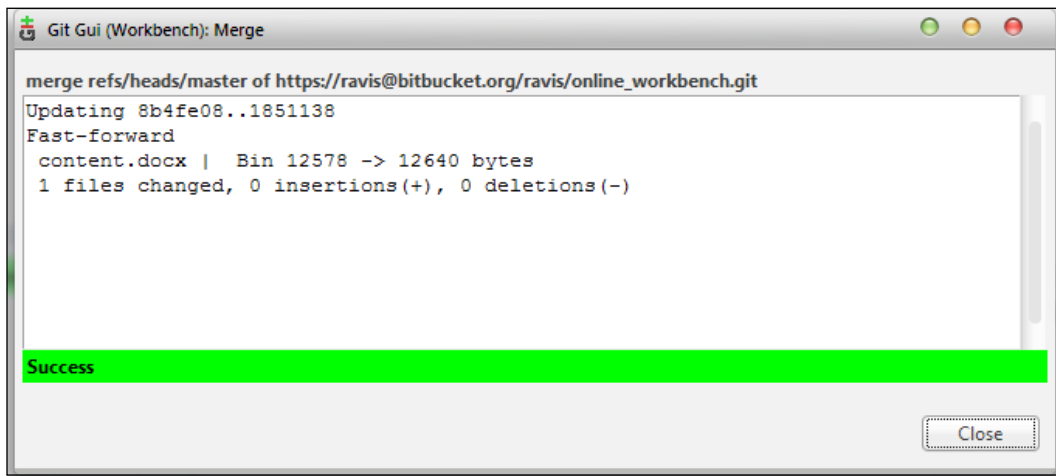 Git Gui (Workbench): Merge
merge refs/heads/master of https://ravis@bitbucket.org/ravis/online_workbench.git
Updating 8b4fe08..1851138
Fast-forward
content.docx |  Bin 12578 -> 12640 bytes
1 files changed, 0 insertions(+), 0 deletions(-)
Success
Close